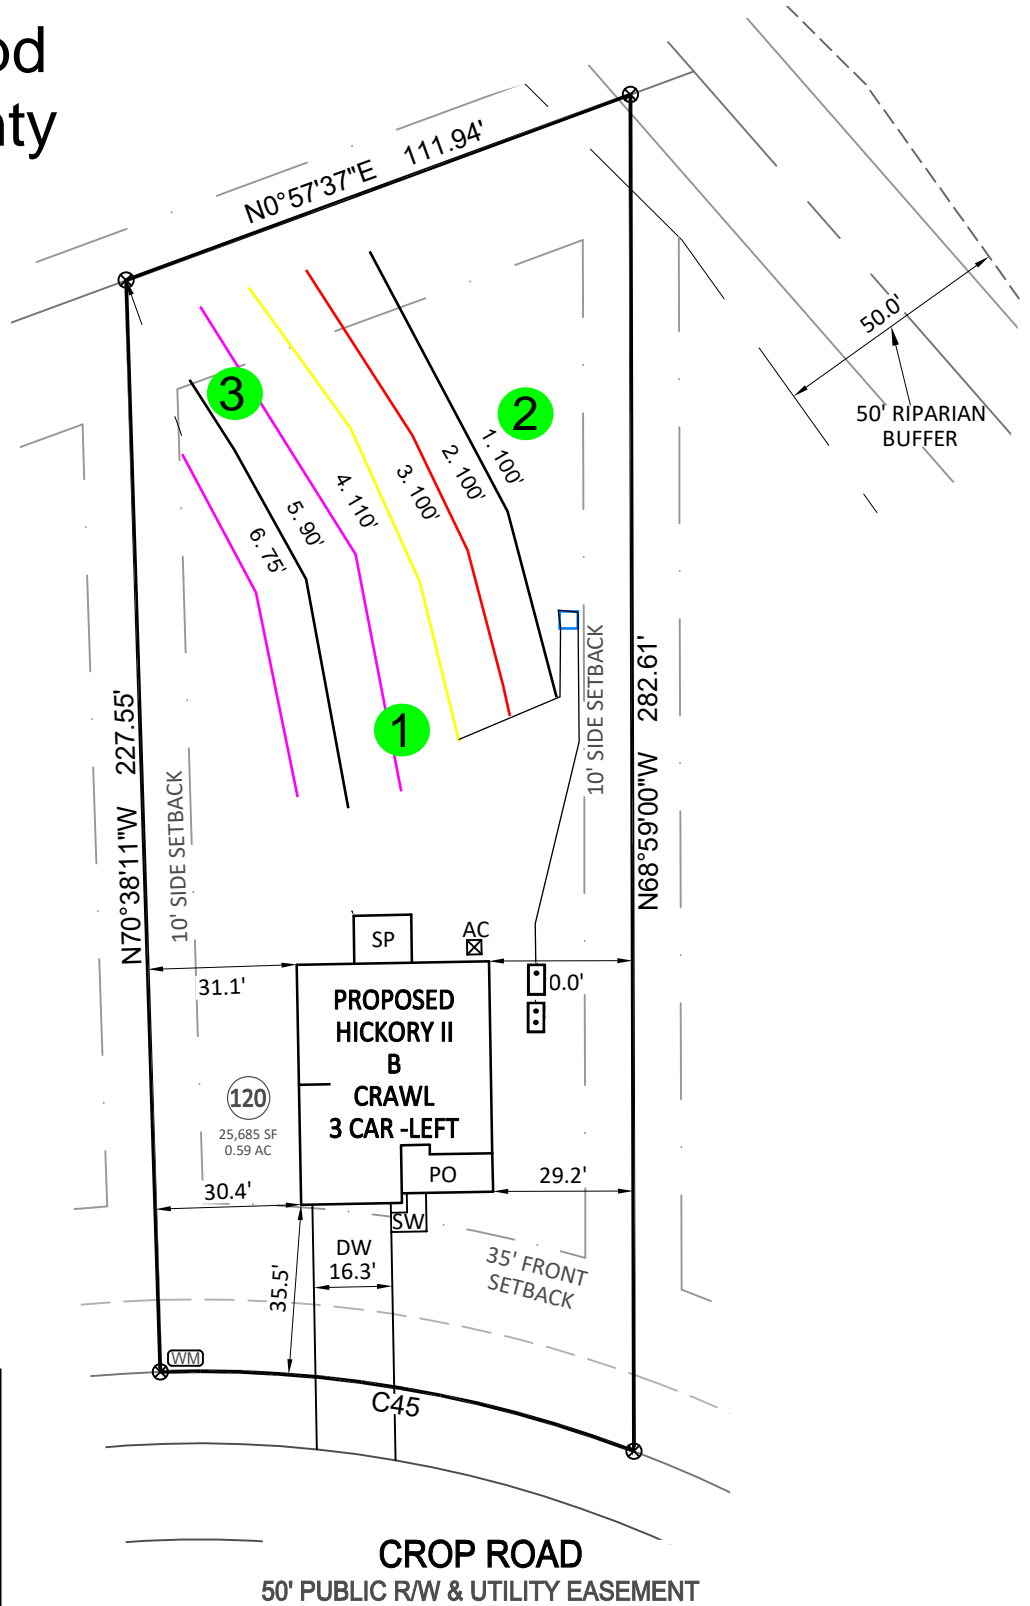 N0°57'37"E 111.94'
50.0'
50' RIPARIAN
BUFFER
3
2
1. 100'
2. 100'
3. 100'
4. 110'
5. 90'
6. 75'
1
10' SIDE SETBACK
N68°59'00"W 282.61'
N70°38'11"W 227.55'
10' SIDE SETBACK
SP
AC
31.1'
0.0'
PROPOSED
HICKORY II
B
CRAWL
3 CAR -LEFT
120
25,685 SF
0.59 AC
PO
30.4'
29.2'
SW
DW
16.3'
35.5'
35' FRONT
SETBACK
WM
C45
CROP ROAD
50' PUBLIC R/W & UTILITY EASEMENT